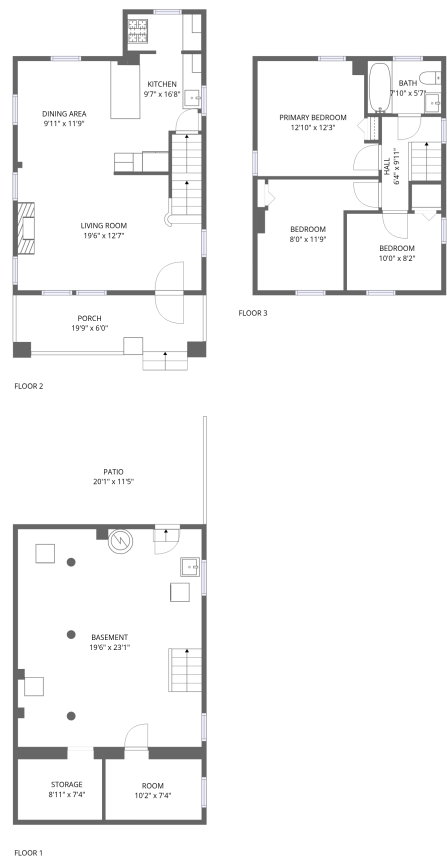 KITCHEN
9'7" x 16'8"
DINING AREA
9'11" x 11'9"
LIVING ROOM
19'6" x 12'7"
PORCH
19'9" x 6'0"
FLOOR 2
BATH
7'10" x 5'7"
PRIMARY BEDROOM
12'10" x 12'3"
HALL
6'4" x 9'11"
BEDROOM
8'0" x 11'9"
BEDROOM
10'0" x 8'2"
FLOOR 3
PATIO
20'1" x 11'5"
BASEMENT
19'6" x 23'1"
STORAGE
8'11" x 7'4"
ROOM
10'2" x 7'4"
FLOOR 1